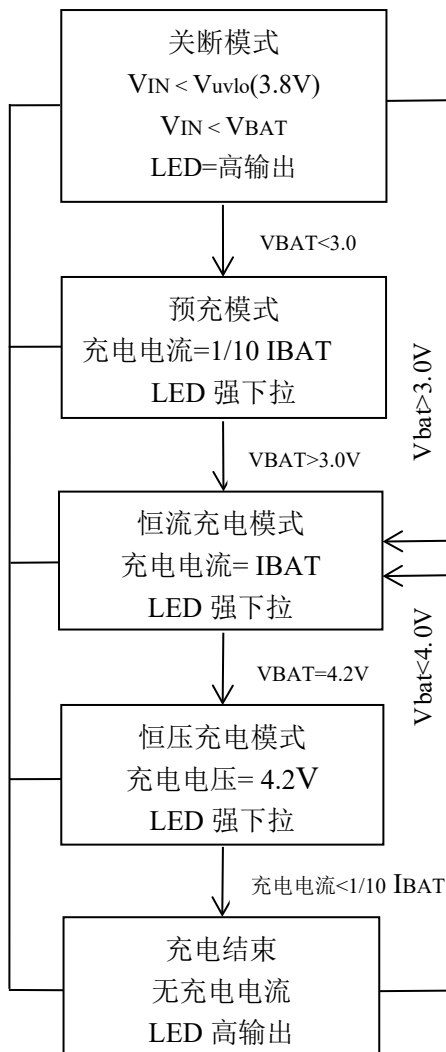 关断模式
VIN < Vuvlo(3.8V)
VIN < VBAT
LED=高输出
VBAT<3.0
预充模式
充电电流=1/10 IBAT
LED 强下拉
Vbat>3.0V
VBAT>3.0V
恒流充电模式
充电电流= IBAT
LED 强下拉
Vbat<4.0V
VBAT=4.2V
恒压充电模式
充电电压= 4.2V
LED 强下拉
充电电流<1/10 IBAT
充电结束
无充电电流
LED 高输出